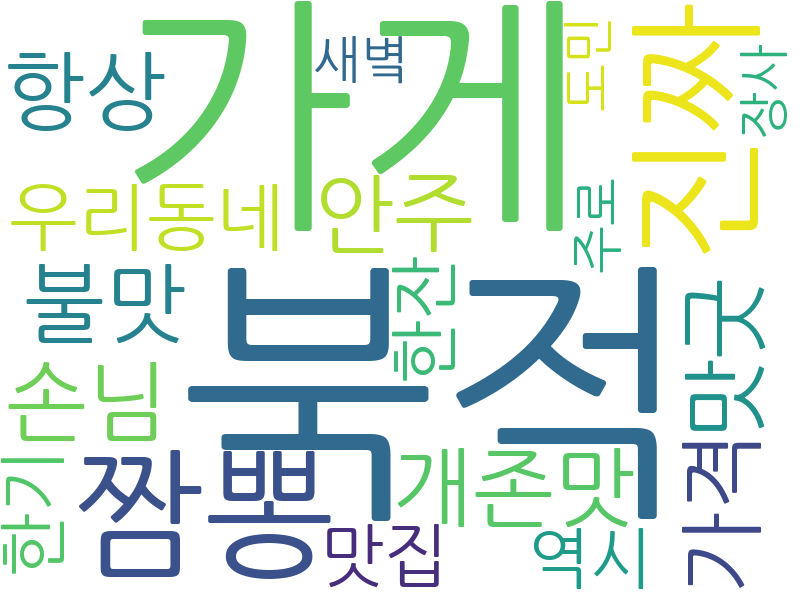 가게
새벽
도민
장사
항상
진짜
우리동네
안주
주로
불맛
북적
한잔
맛곳
손님
한기
짬뽕
개존맛
가격
맛집
역시